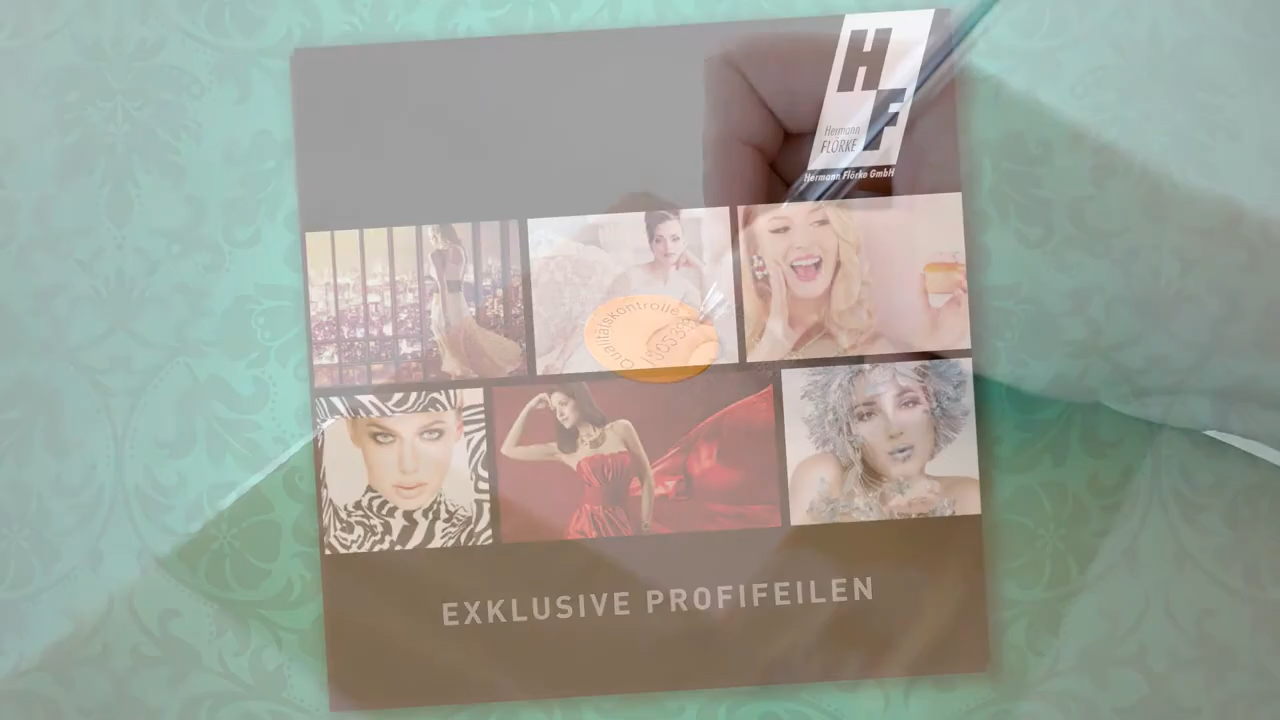 HF
Hermann
FLÖRKE
Hermann Flörke GmbH
Qualitätskontrolle
EXKLUSIVE PROFIFEILEN